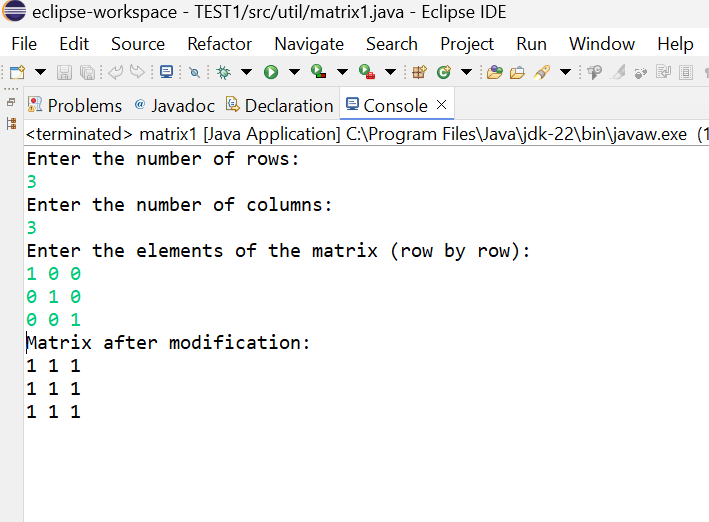 eclipse-workspace - TEST1/src/util/matrix1.java - Eclipse IDE
File Edit Source Refactor Navigate Search Project Run Window Help
Problems @ Javadoc Declaration Console ×
<terminated> matrix1 [Java Application] C:\Program Files\Java\jdk-22\bin\javaw.exe (1
Enter the number of rows:
3
Enter the number of columns:
3
Enter the elements of the matrix (row by row):
1 0 0
0 1 0
0 0 1
Matrix after modification:
1 1 1
1 1 1
1 1 1